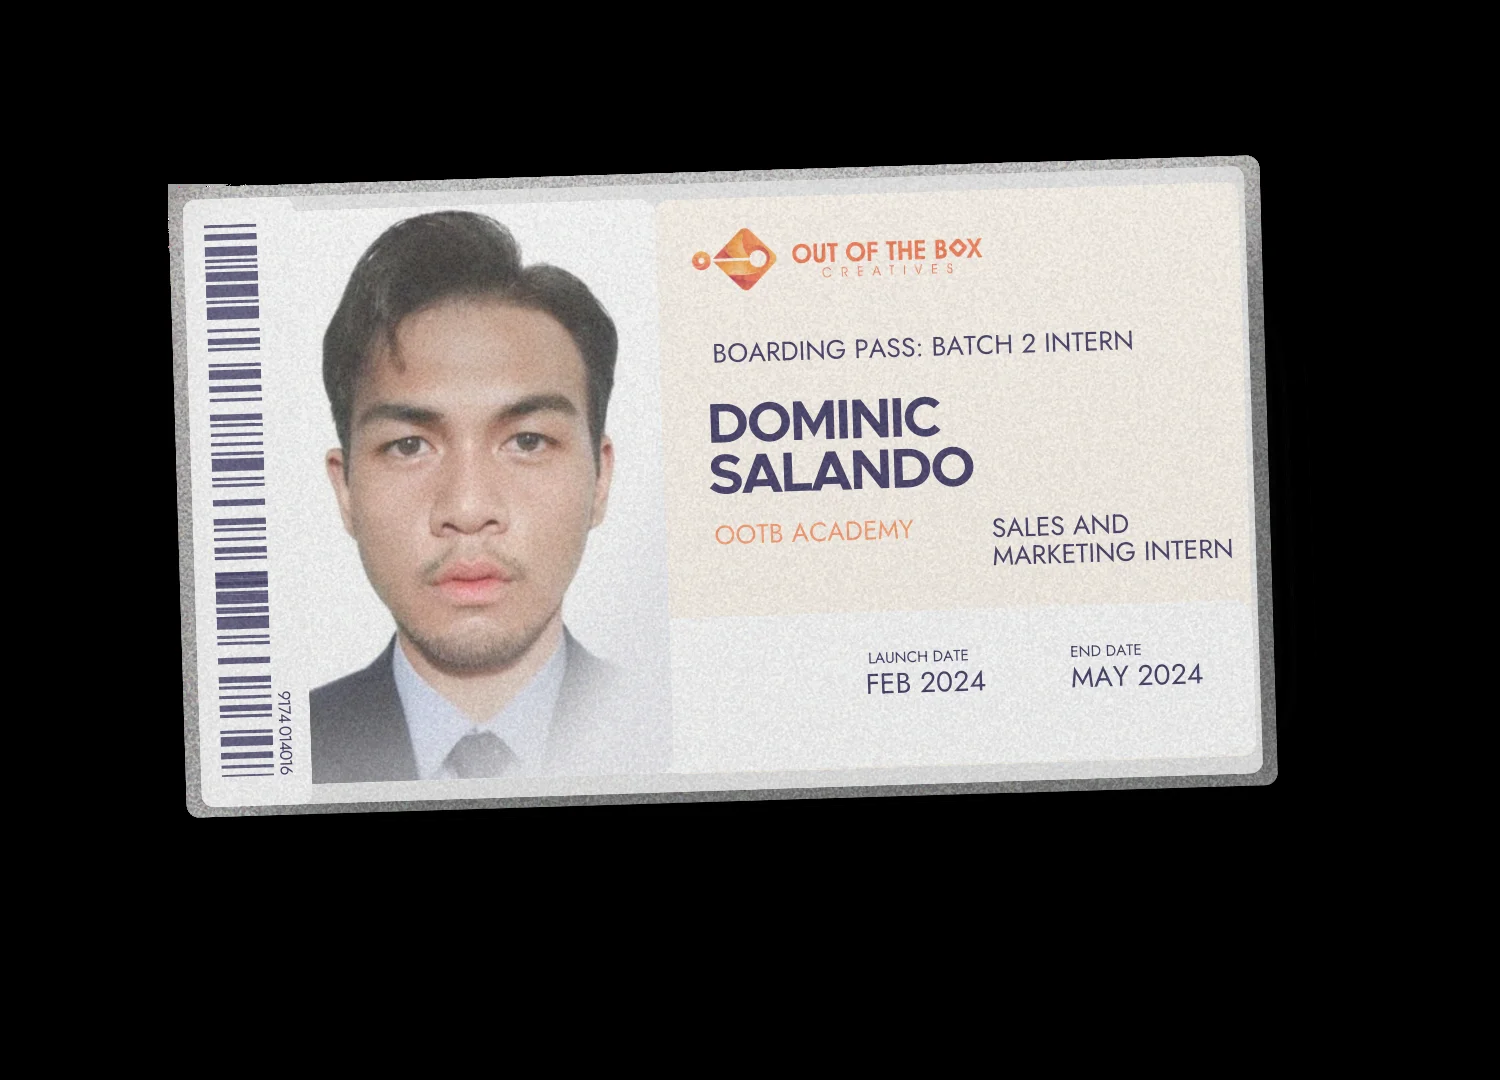 9174 014016
OUT OF THE BOX
CREATIVES
BOARDING PASS: BATCH 2 INTERN
DOMINIC
SALANDO
OOTB ACADEMY
SALES AND
MARKETING INTERN
LAUNCH DATE
FEB 2024
END DATE
MAY 2024